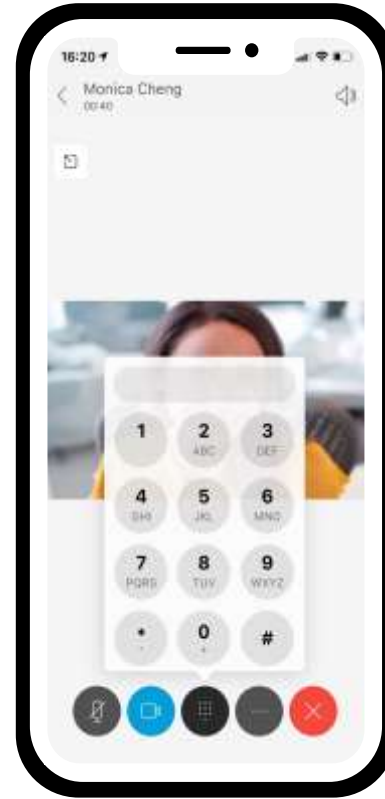 16:20
Monica Cheng
00:40
1 2 3
ABC DEF
4 5 6
GHI JKL MNO
7 8 9
PQRS TUV WXYZ
* 0 #
+